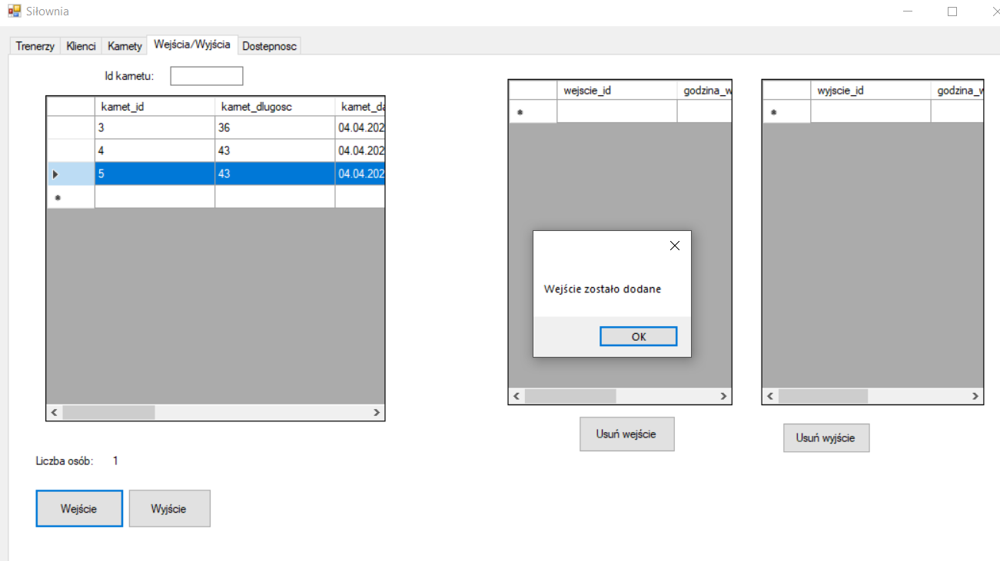 Siłownia
Trenerzy Klienci Karnety Wejścia/Wyjścia Dostepnosc
Id karnetu:
karnet_id karnet_dlugosc karnet_da
3 36 04.04.202
4 43 04.04.202
5 43 04.04.202
wejscie_id godzina_w
wyjscie_id godzina_w
Wejście zostało dodane
OK
Usuń wejście
Usuń wyjście
Liczba osób: 1
Wejście Wyjście